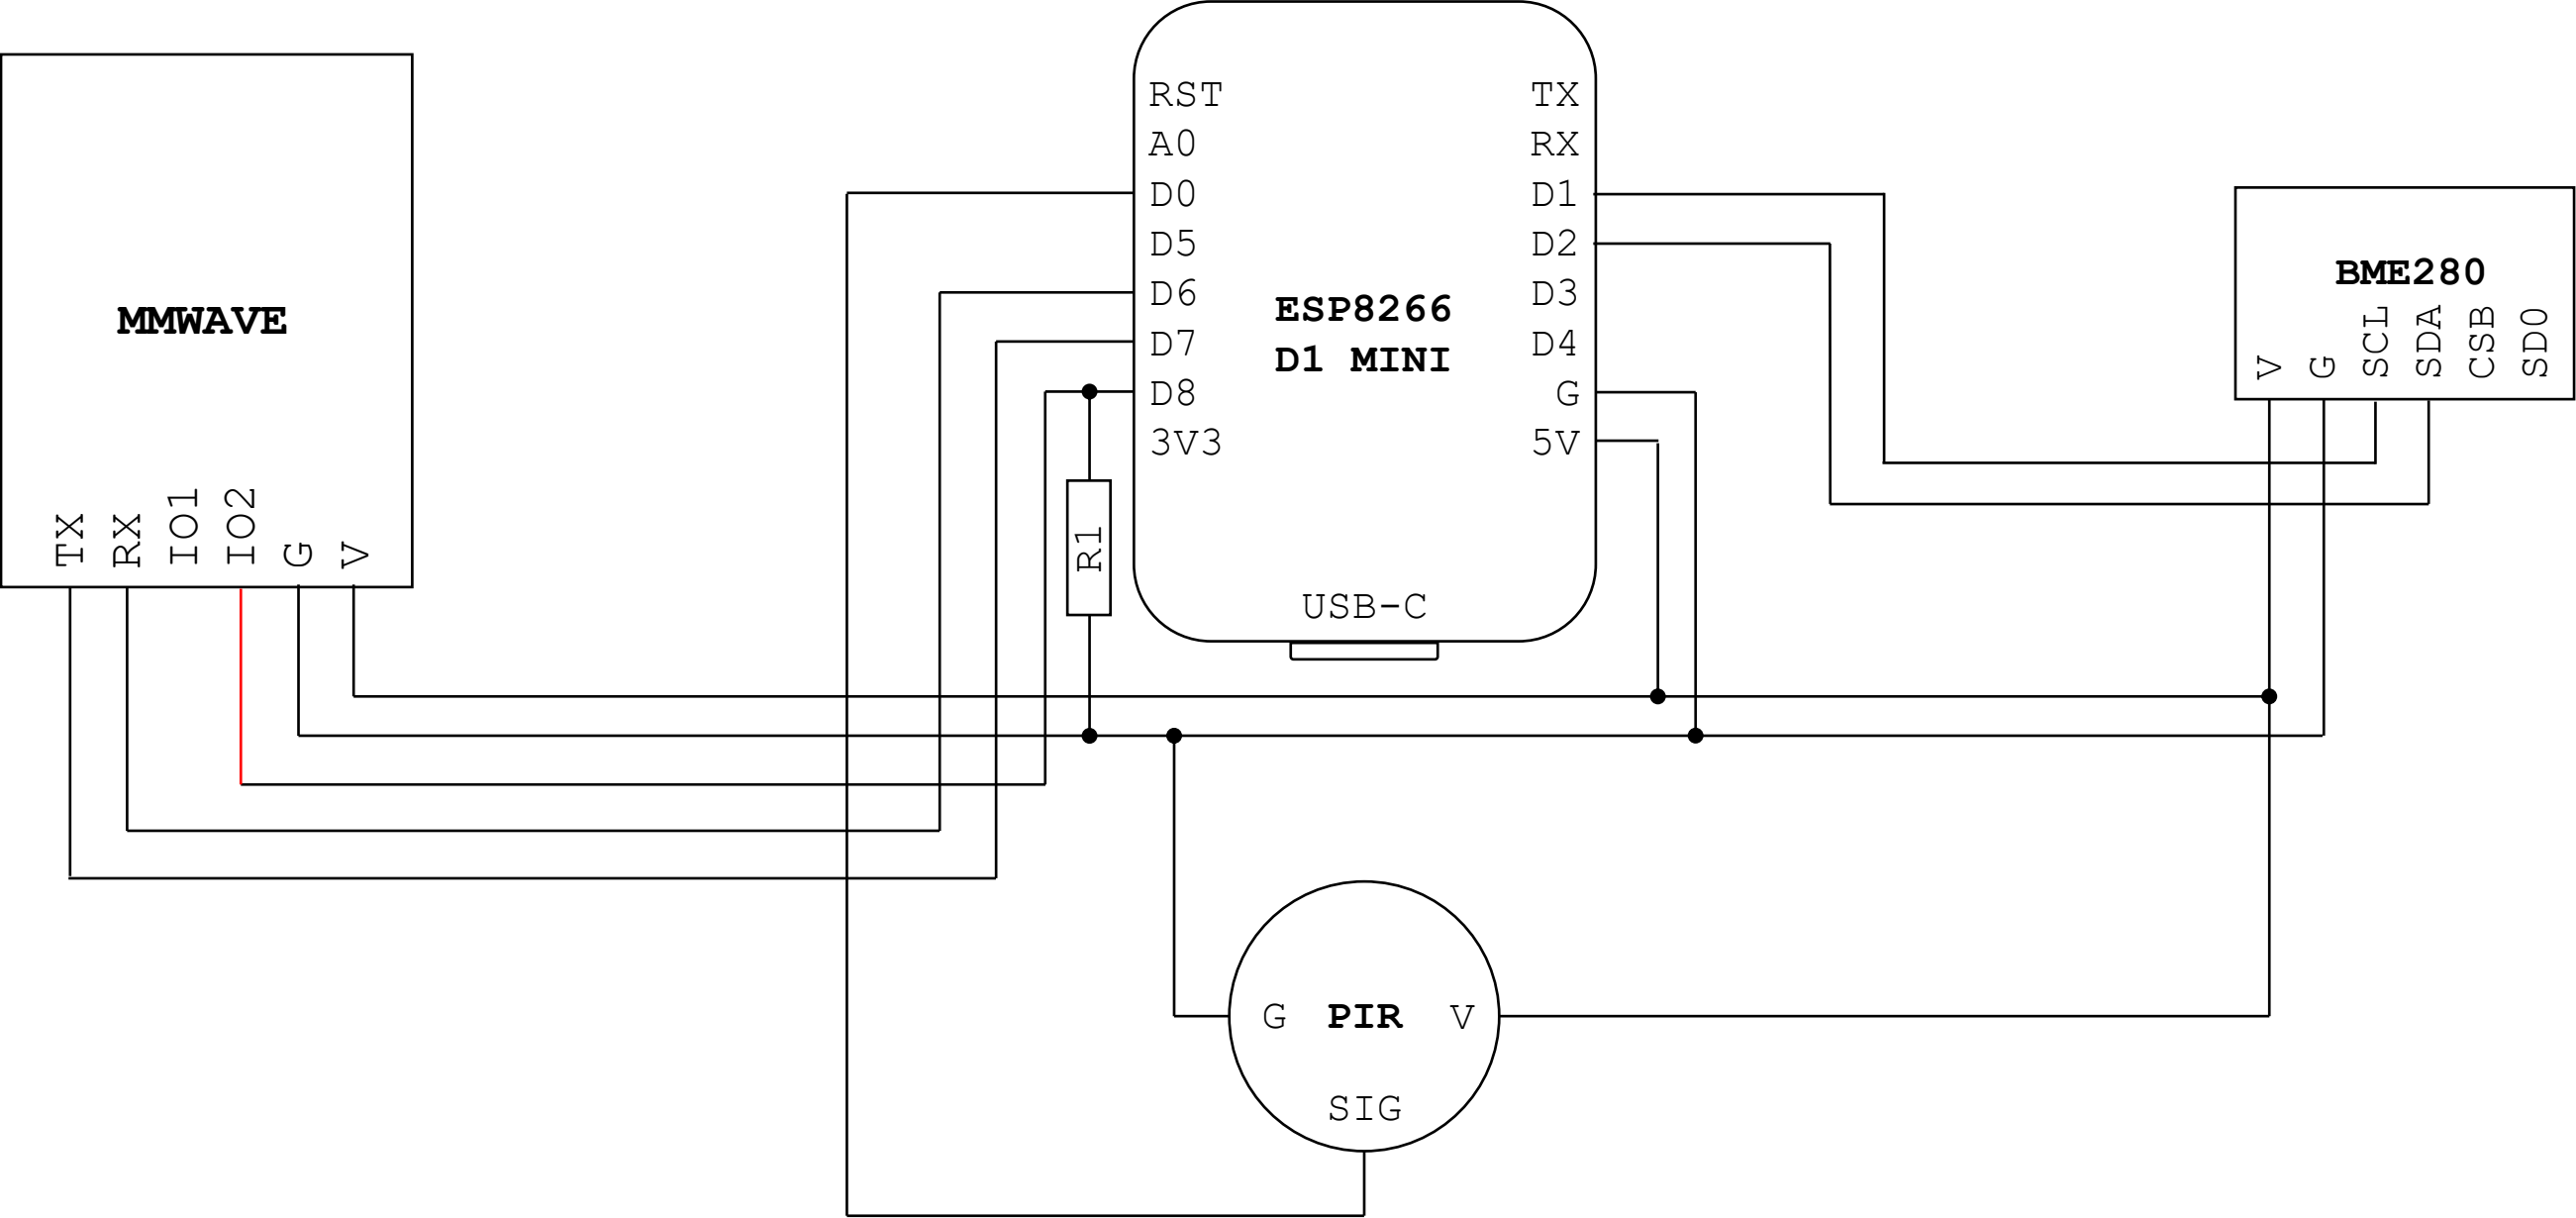 MMWAVE
TX
RX
IO1
IO2
G
V
RST
A0
D0
D5
D6
D7
D8
3V3
ESP8266
D1 MINI
TX
RX
D1
D2
D3
D4
G
5V
USB-C
R1
BME280
V
G
SCL
SDA
CSB
SD0
G
PIR
V
SIG